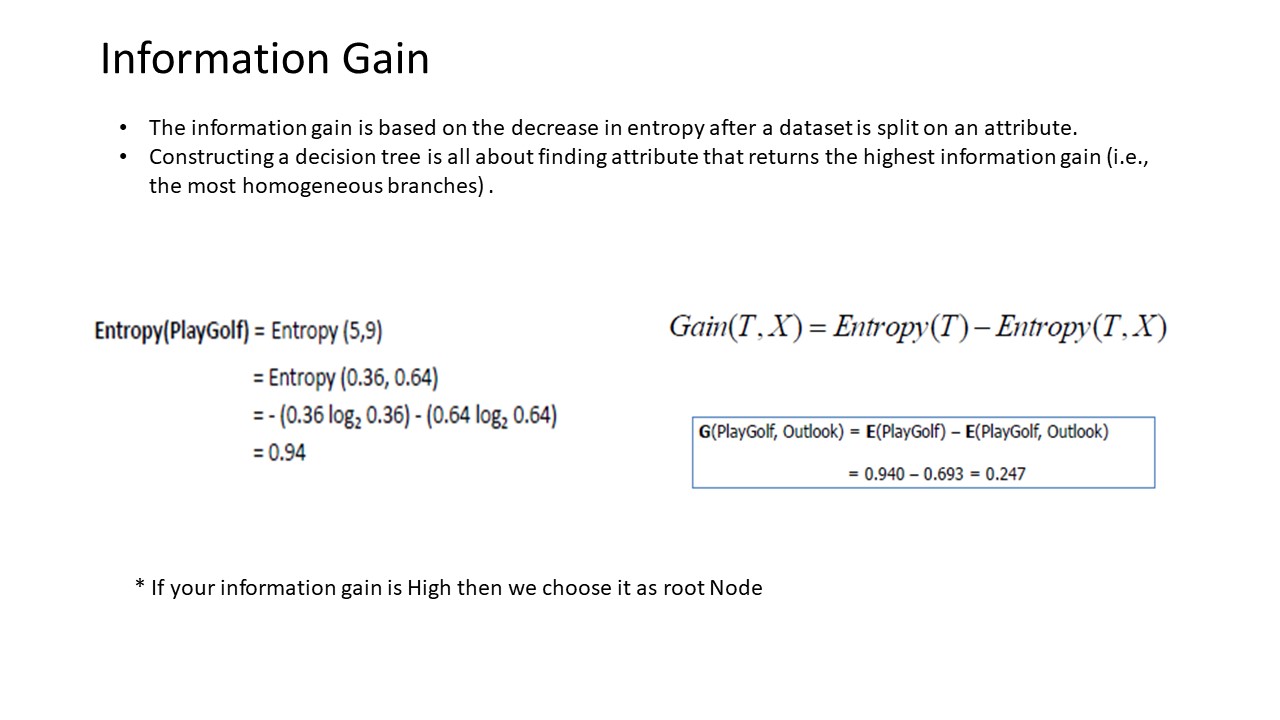 Information Gain
• The information gain is based on the decrease in entropy after a dataset is split on an attribute.
• Constructing a decision tree is all about finding attribute that returns the highest information gain (i.e.,
the most homogeneous branches) .
Entropy(PlayGolf) = Entropy (5,9)
= Entropy (0.36, 0.64)
= - (0.36 log₂ 0.36) - (0.64 log₂ 0.64)
= 0.94
Gain(T, X) = Entropy(T) – Entropy(T, X)
G(PlayGolf, Outlook) = E(PlayGolf) – E(PlayGolf, Outlook)
= 0.940 – 0.693 = 0.247
* If your information gain is High then we choose it as root Node